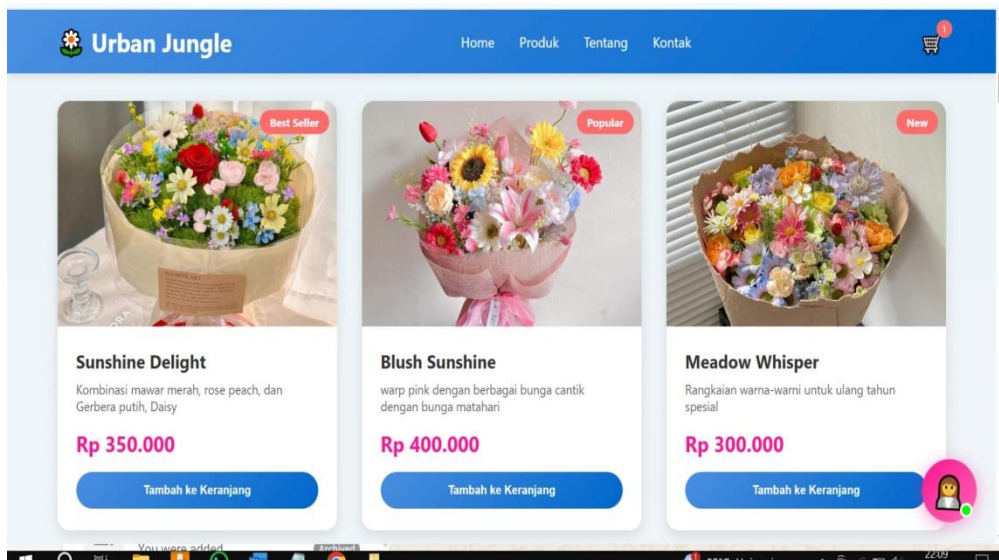 Urban Jungle
Home Produk Tentang Kontak
1
Best Seller
Popular
New
Sunshine Delight
Kombinasi mawar merah, rose peach, dan
Gerbera putih, Daisy
Rp 350.000
Tambah ke Keranjang
Blush Sunshine
warp pink dengan berbagai bunga cantik
dengan bunga matahari
Rp 400.000
Tambah ke Keranjang
Meadow Whisper
Rangkaian warna-warni untuk ulang tahun
spesial
Rp 300.000
Tambah ke Keranjang
You were added
Archived
22:09